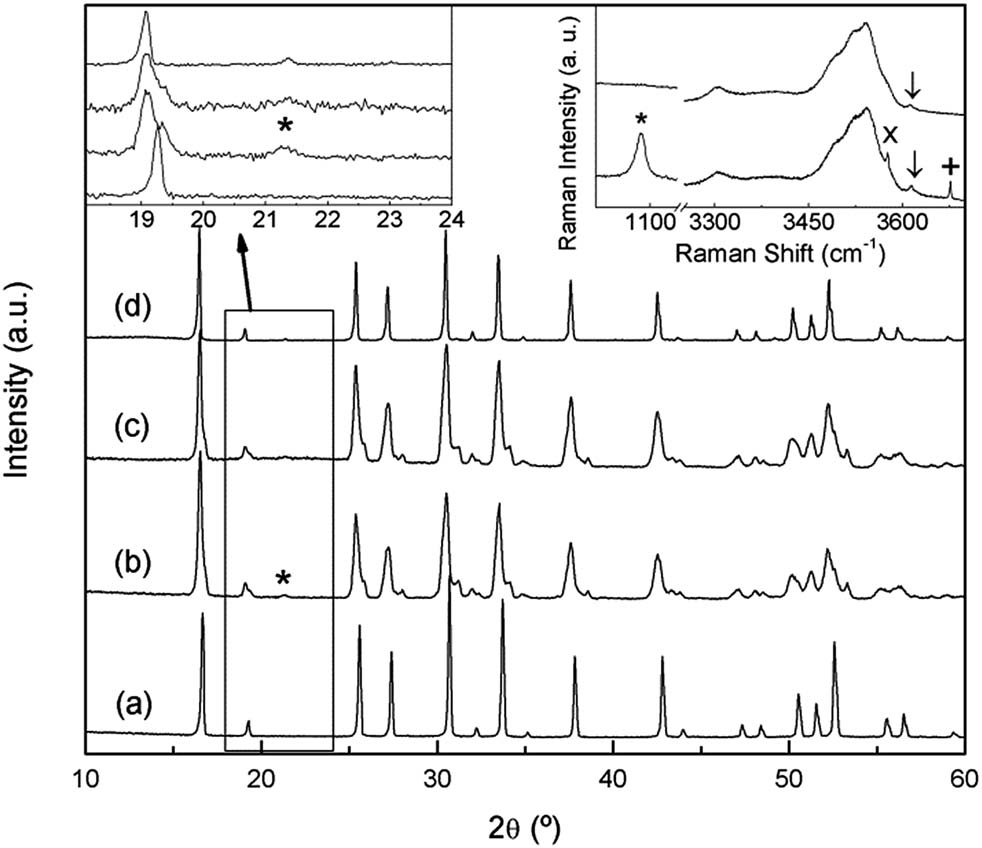 *
19 20 21 22 23 24
Raman Intensity (a. u.)
*
x
+
1100 3300 3450 3600
Raman Shift (cm-1)
Intensity (a.u.)
(d)
(c)
(b)
*
(a)
10 20 30 40 50 60
2θ (º)